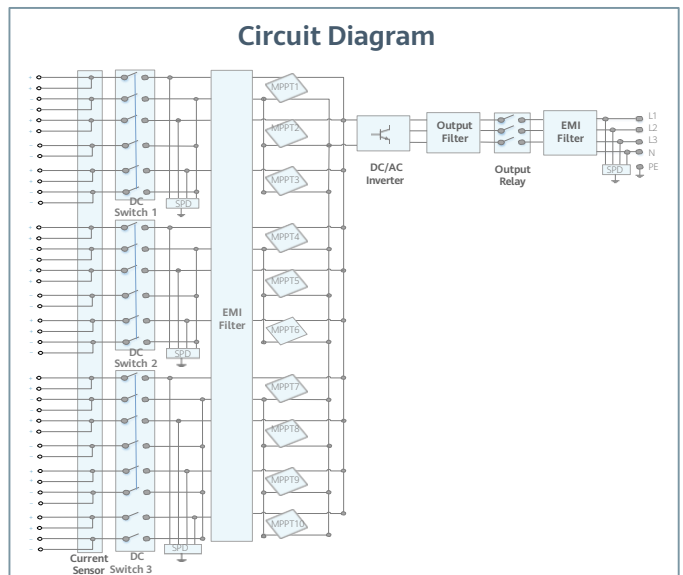 Circuit Diagram
MPPT1
MPPT2
MPPT3
DC
Switch 1
SPD
MPPT4
MPPT5
MPPT6
DC
Switch 2
SPD
EMI
Filter
MPPT7
MPPT8
MPPT9
MPPT10
Current
Sensor
DC
Switch 3
SPD
DC/AC
Inverter
Output
Filter
Output
Relay
EMI
Filter
L1
L2
L3
N
PE
SPD